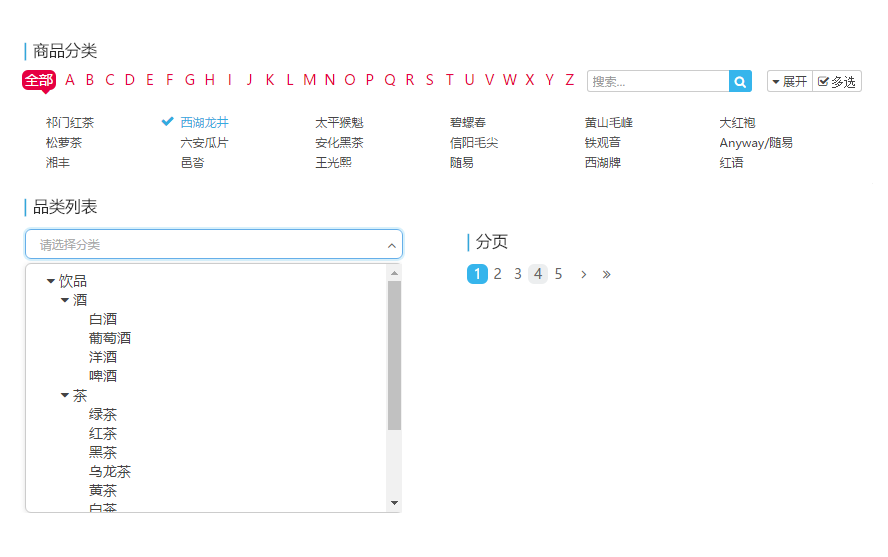 商品分类
全部 A B C D E F G H I J K L M N O P Q R S T U V W X Y Z 搜索... 展开 多选
祁门红茶 西湖龙井 太平猴魁 碧螺春 黄山毛峰 大红袍
松萝茶 六安瓜片 安化黑茶 信阳毛尖 铁观音 Anyway/随易
湘丰 邑沓 王光熙 随易 西湖牌 红语
品类列表
请选择分类
饮品
酒
白酒
葡萄酒
洋酒
啤酒
茶
绿茶
红茶
黑茶
乌龙茶
黄茶
白茶
分页
1 2 3 4 5 › »